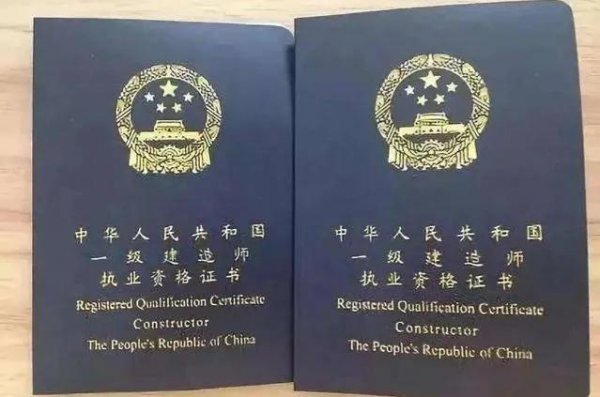 中华人民共和国
一级建造师
执业资格证书
Registered Qualification Certificate
Constructor
The People's Republic of China
中华人民共和国
一级建造师
执业资格证书
Registered Qualification Certificate
Constructor
The People's Republic of China